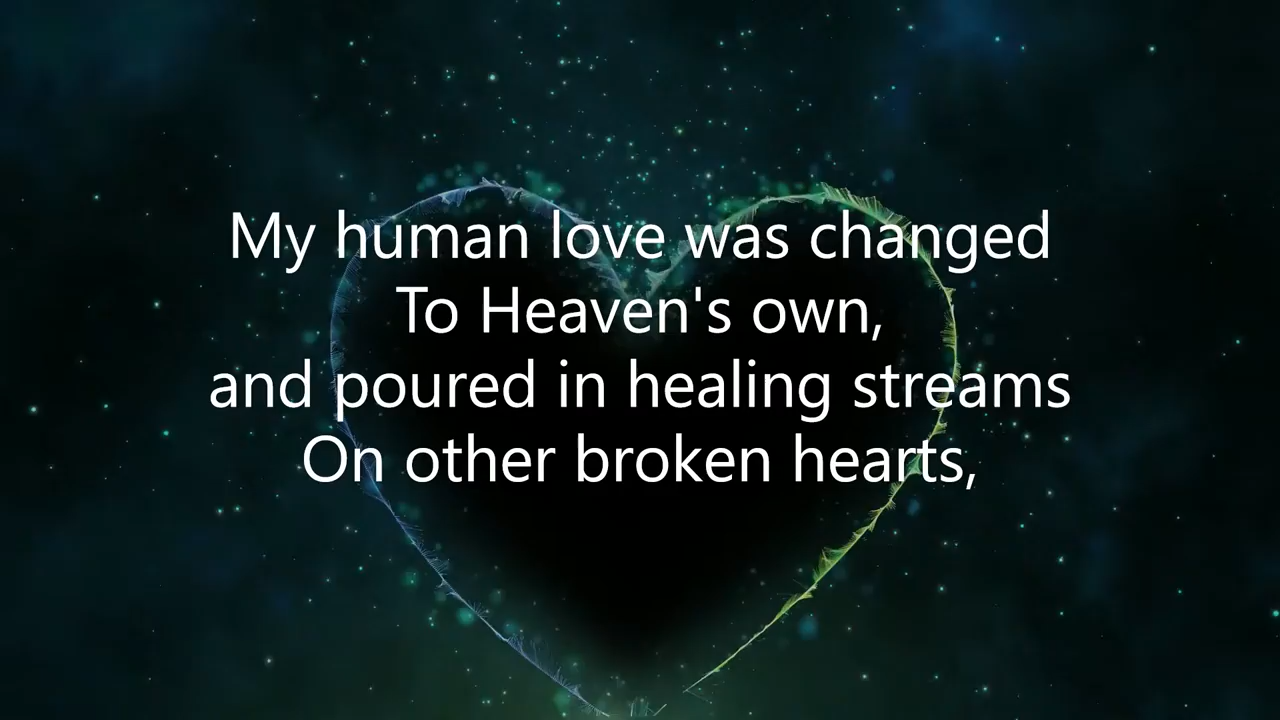 My human love was changed
To Heaven's own,
and poured in healing streams
On other broken hearts,